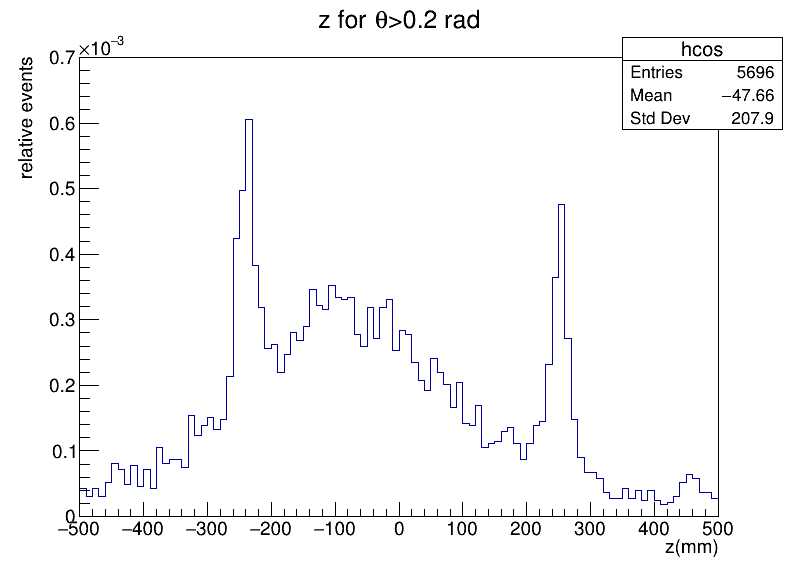 z for θ>0.2 rad
hcos
Entries 5696
Mean −47.66
Std Dev 207.9
×10⁻³
relative events
0.7
0.6
0.5
0.4
0.3
0.2
0.1
0
−500 −400 −300 −200 −100 0 100 200 300 400 500
z(mm)